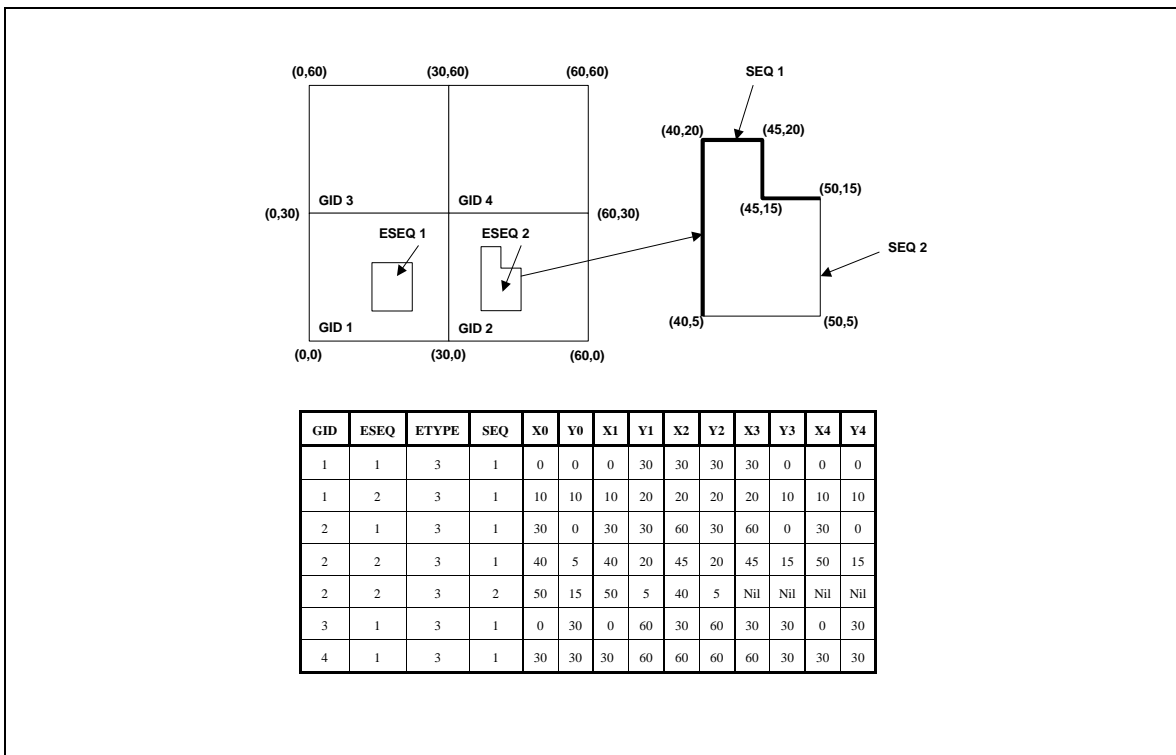 (0,60) (30,60) (60,60) SEQ 1
(40,20) (45,20)
GID 3 GID 4 (50,15)
(0,30) (60,30) (45,15)
ESEQ 1 ESEQ 2 SEQ 2
GID 1 GID 2 (40,5) (50,5)
(0,0) (30,0) (60,0)
GID ESEQ ETYPE SEQ X0 Y0 X1 Y1 X2 Y2 X3 Y3 X4 Y4
1 1 3 1 0 0 0 30 30 30 30 0 0 0
1 2 3 1 10 10 10 20 20 20 20 10 10 10
2 1 3 1 30 0 30 30 60 30 60 0 30 0
2 2 3 1 40 5 40 20 45 20 45 15 50 15
2 2 3 2 50 15 50 5 40 5 Nil Nil Nil Nil
3 1 3 1 0 30 0 60 30 60 30 30 0 30
4 1 3 1 30 30 30 60 60 60 60 30 30 30